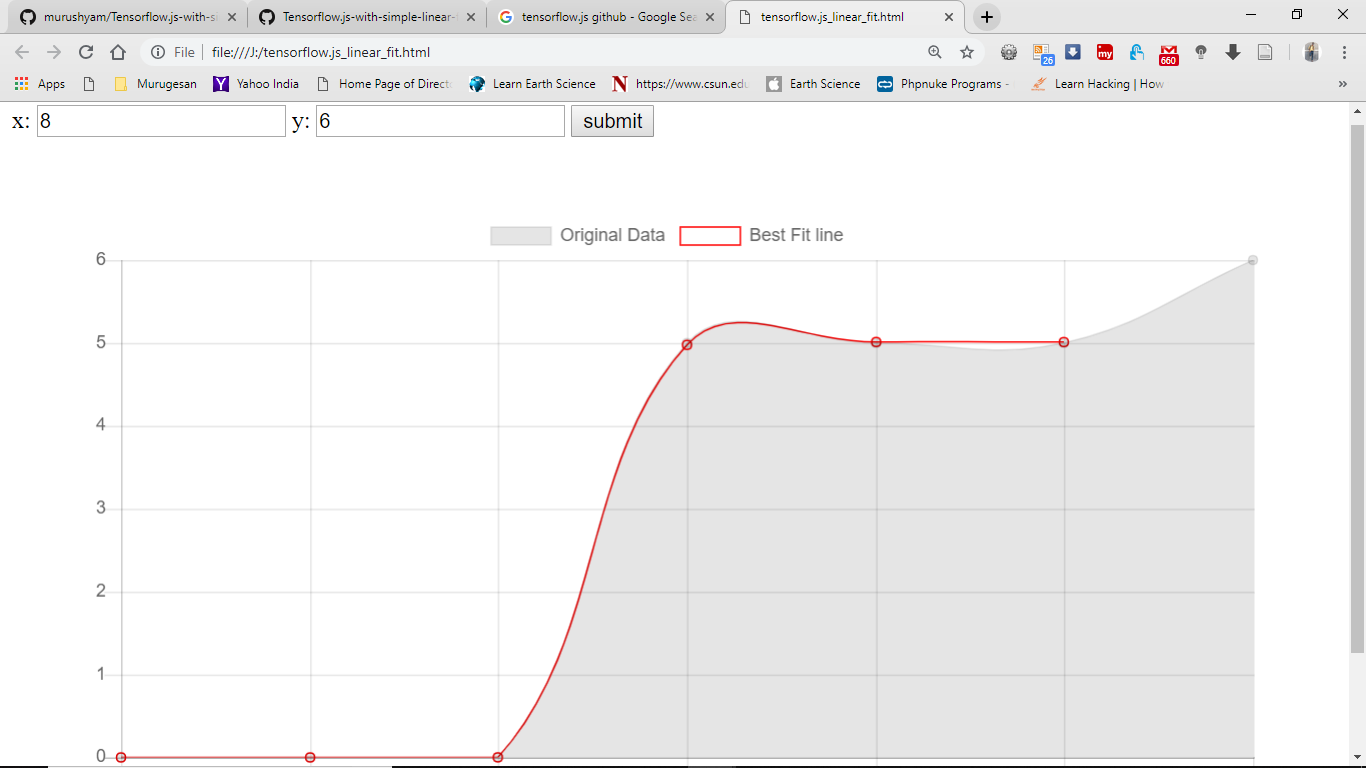 murushyam/Tensorflow.js-with-si
Tensorflow.js-with-simple-linear-
tensorflow.js github - Google Sea
tensorflow.js_linear_fit.html
File
file:///J:/tensorflow.js_linear_fit.html
26
my
660
Apps
Murugesan
Yahoo India
Home Page of Directo
Learn Earth Science
https://www.csun.edu
Earth Science
Phpnuke Programs -
Learn Hacking | How
»
x: 8 y: 6 submit
Original Data Best Fit line
6
5
4
3
2
1
0